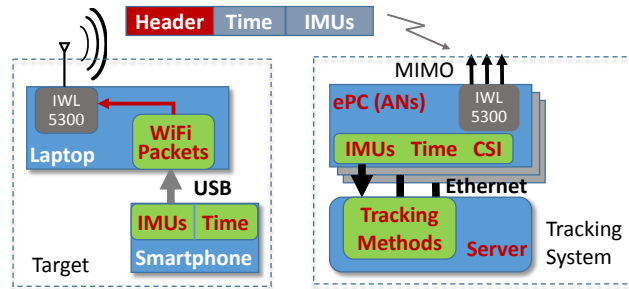 Header Time IMUs
MIMO
IWL
5300
ePC (ANs)
IWL
5300
WiFi
Packets
Laptop
IMUs Time CSI
USB
Ethernet
IMUs Time
Smartphone
Tracking
Methods
Server
Target
Tracking
System